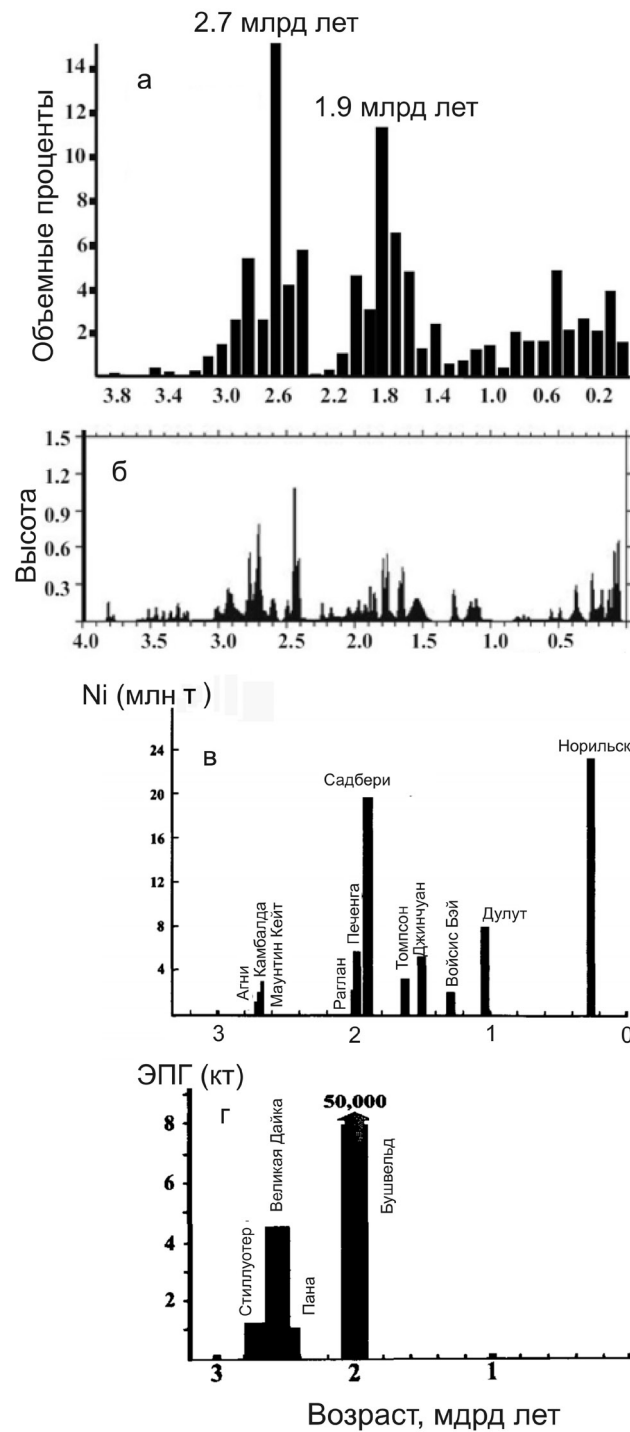 2.7 млрд лет
1.9 млрд лет
а
Объемные проценты
14
12
10
8
6
4
2
3.8 3.4 3.0 2.6 2.2 1.8 1.4 1.0 0.6 0.2
б
Высота
1.5
1.2
0.9
0.6
0.3
4.0 3.5 3.0 2.5 2.0 1.5 1.0 0.5
Ni (млн т)
в
24
20
16
12
8
4
Агни
Камбалда
Маунтин Кейт
Раглан
Печенга
Садбери
Томпсон
Джинчуан
Войсис Бэй
Дулут
Норильск
3 2 1 0
ЭПГ (кт)
г
8
6
4
2
Стиллуотер
Великая Дайка
Пана
50,000
Бушвельд
3 2 1
Возраст, мдрд лет